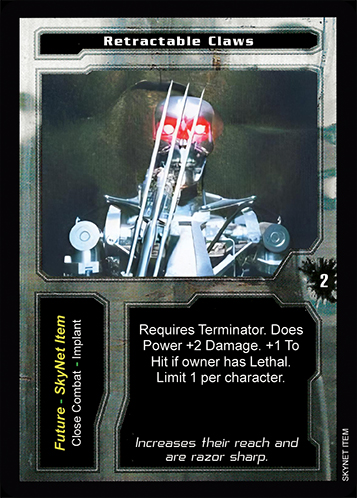 Retractable Claws
2
Future - SkyNet Item
Close Combat - Implant
Requires Terminator. Does
Power +2 Damage. +1 To
Hit if owner has Lethal.
Limit 1 per character.
Increases their reach and
are razor sharp.
SKYNET ITEM